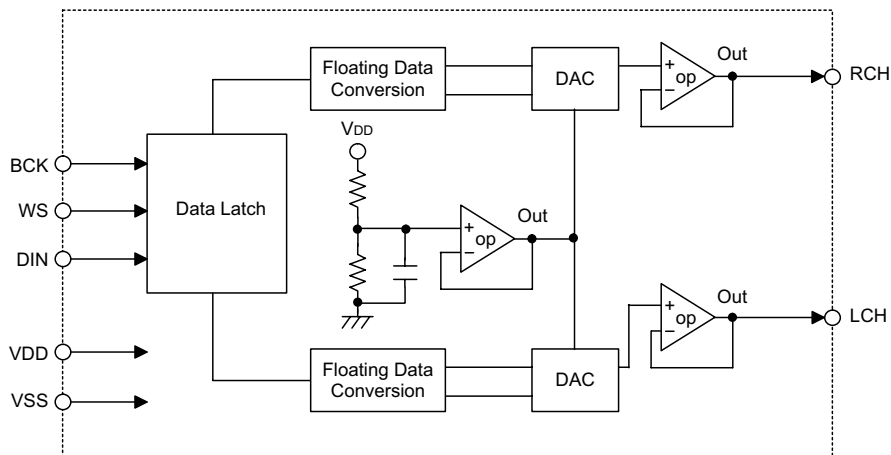 Floating Data
Conversion
DAC
+
op
−
Out
RCH
VDD
BCK
WS
DIN
Data Latch
+
op
−
Out
VDD
VSS
Floating Data
Conversion
DAC
+
op
−
Out
LCH